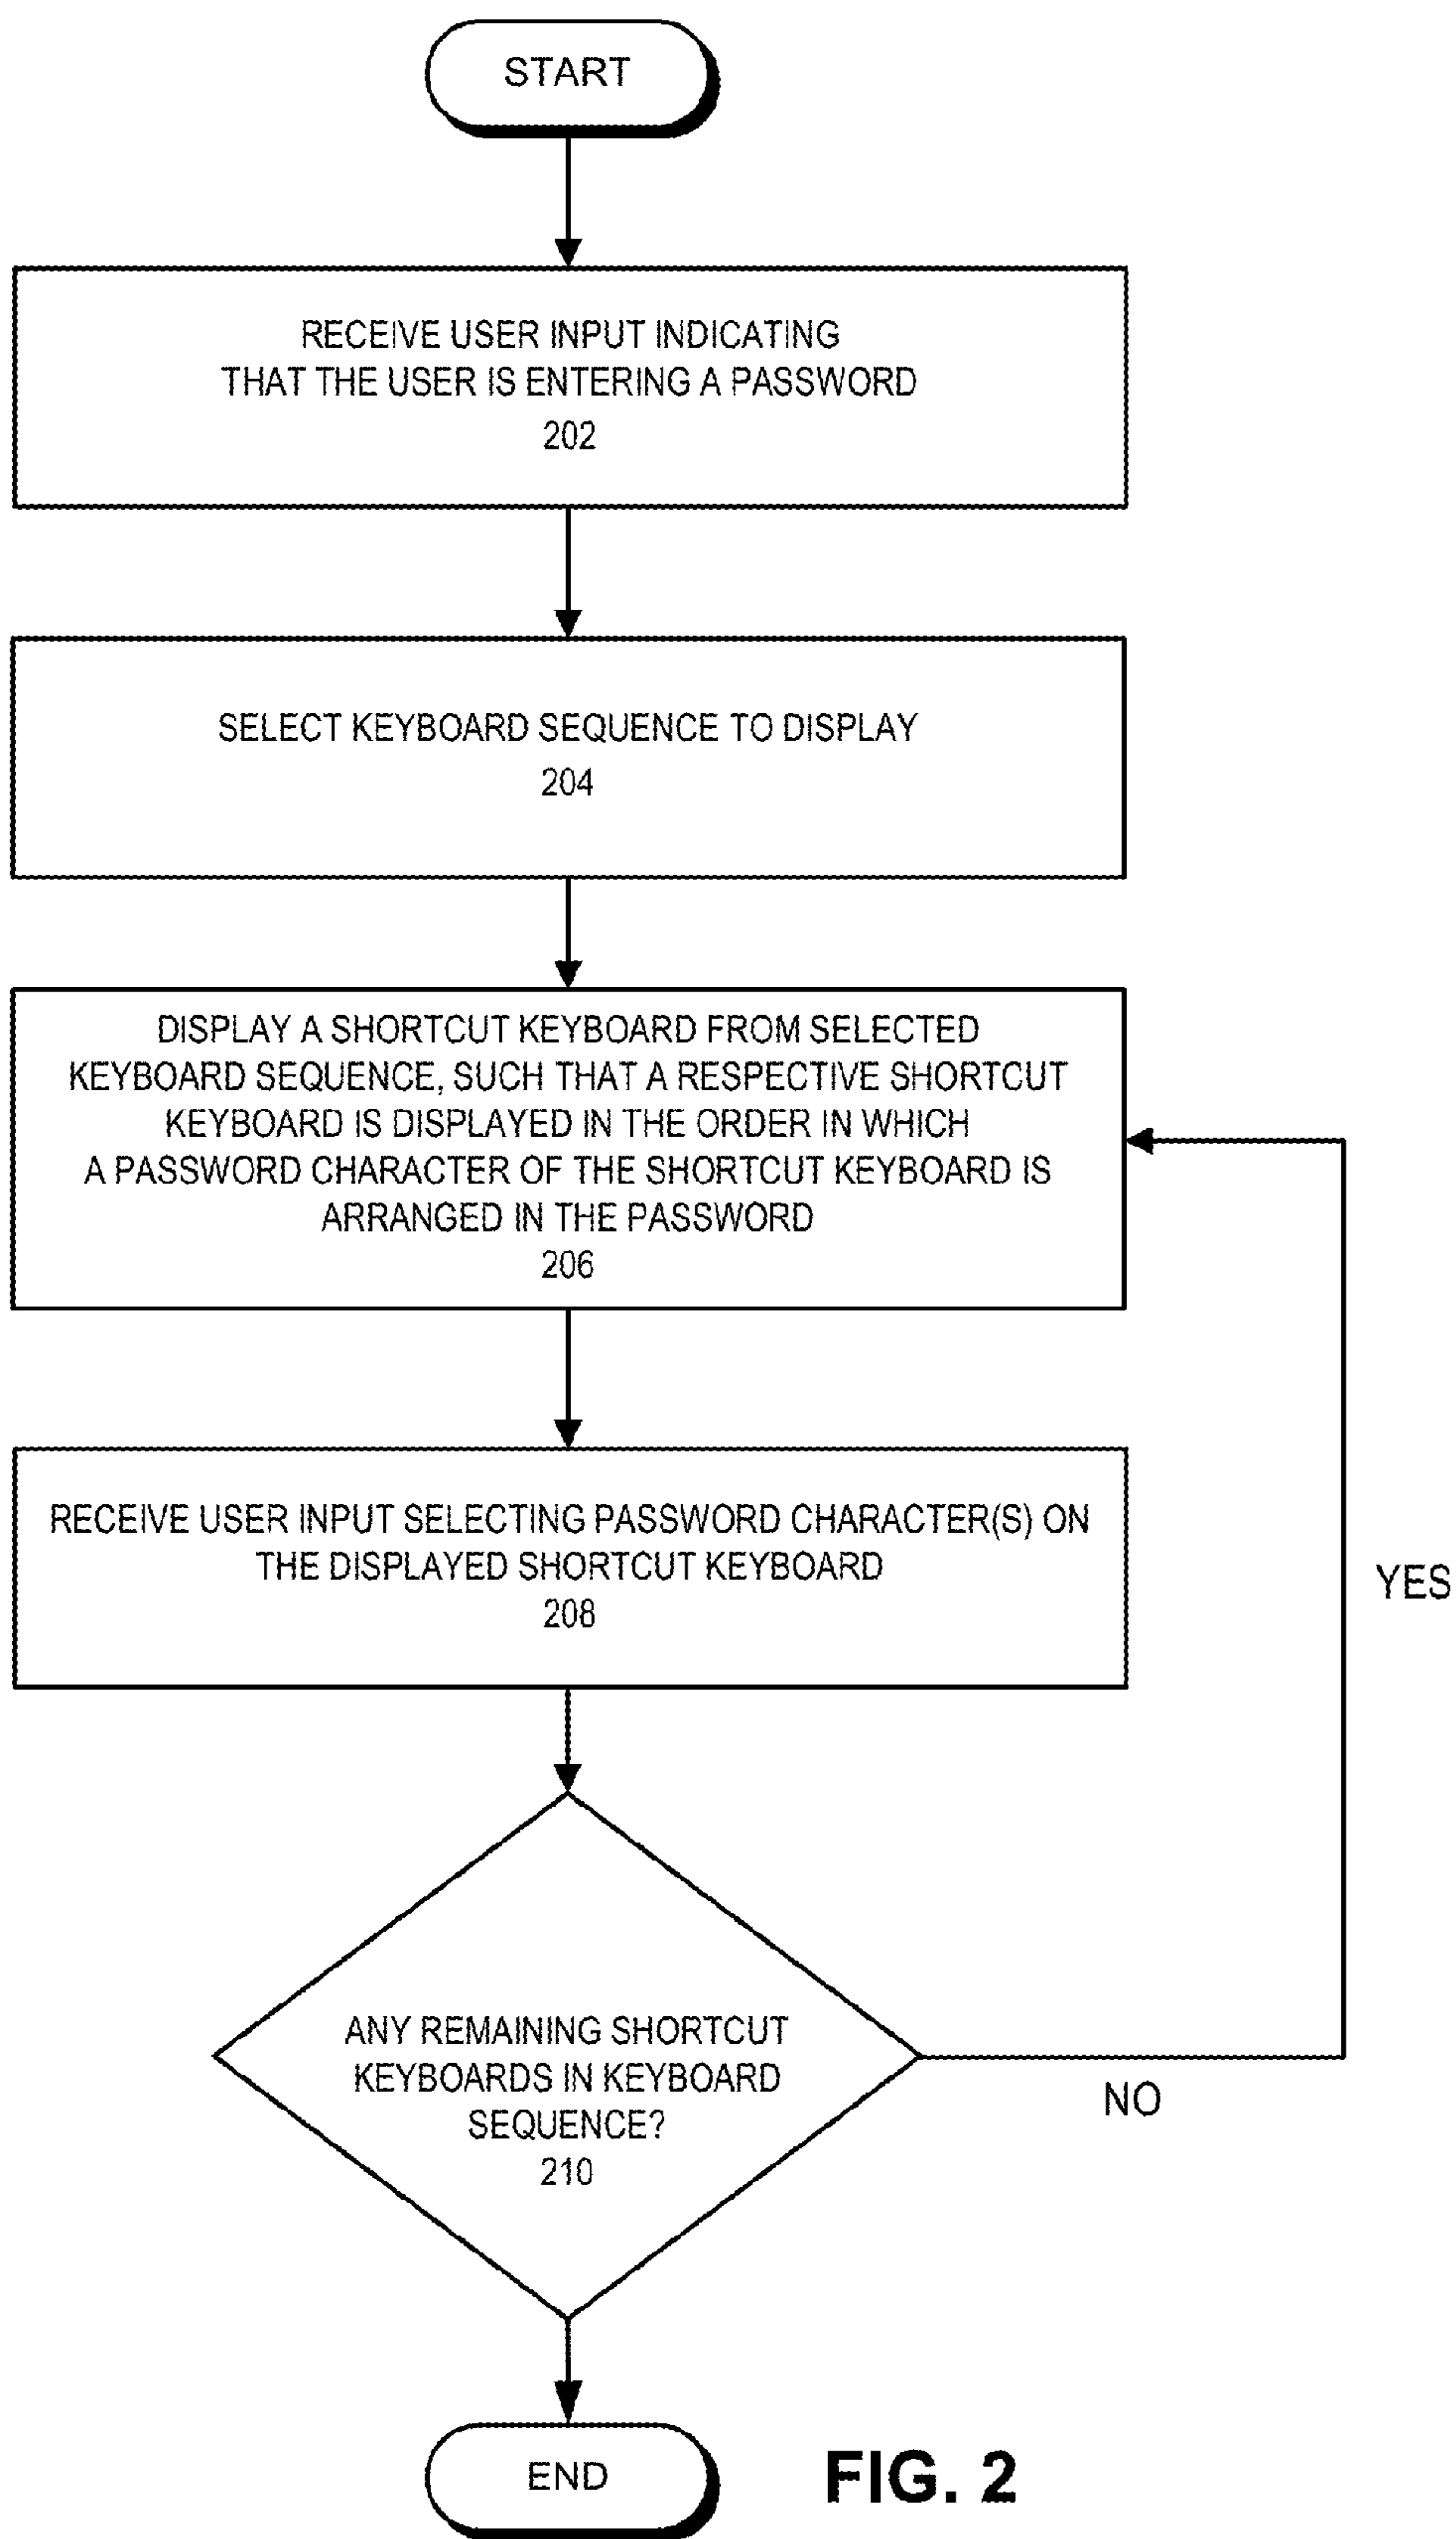 START
RECEIVE USER INPUT INDICATING
THAT THE USER IS ENTERING A PASSWORD
202
SELECT KEYBOARD SEQUENCE TO DISPLAY
204
DISPLAY A SHORTCUT KEYBOARD FROM SELECTED
KEYBOARD SEQUENCE, SUCH THAT A RESPECTIVE SHORTCUT
KEYBOARD IS DISPLAYED IN THE ORDER IN WHICH
A PASSWORD CHARACTER OF THE SHORTCUT KEYBOARD IS
ARRANGED IN THE PASSWORD
206
RECEIVE USER INPUT SELECTING PASSWORD CHARACTER(S) ON
THE DISPLAYED SHORTCUT KEYBOARD
208
YES
ANY REMAINING SHORTCUT
KEYBOARDS IN KEYBOARD
SEQUENCE?
210
NO
END
FIG. 2